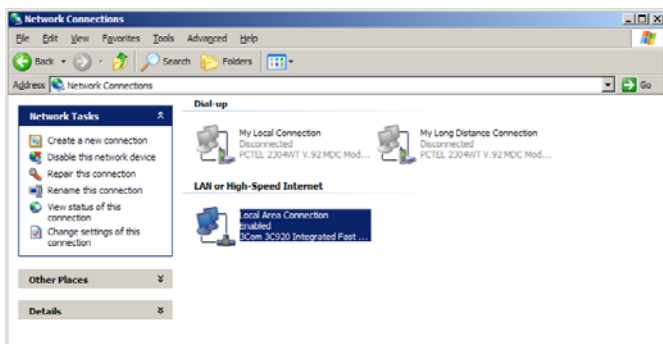 Network Connections
File Edit View Favorites Tools Advanced Help
Back Search Folders
Address Network Connections Go
Network Tasks
Create a new connection
Disable this network device
Repair this connection
Rename this connection
View status of this
connection
Change settings of this
connection
Other Places
Details
Dial-up
My Local Connection
Disconnected
PCTEL 2304WT V.92 MDC Mod...
My Long Distance Connection
Disconnected
PCTEL 2304WT V.92 MDC Mod...
LAN or High-Speed Internet
Local Area Connection
Enabled
3Com 3C920 Integrated Fast ...